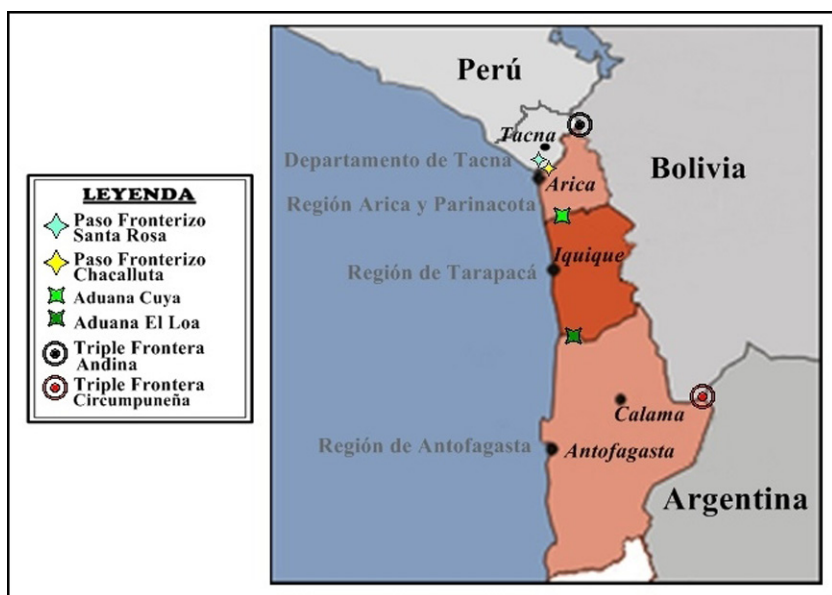 LEYENDA
Paso Fronterizo
Santa Rosa
Paso Fronterizo
Chacalluta
Aduana Cuya
Aduana El Loa
Triple Frontera
Andina
Triple Frontera
Circumpuneña
Perú
Tacna
Departamento de Tacna
Bolivia
Arica
Región Arica y Parinacota
Iquique
Región de Tarapacá
Calama
Región de Antofagasta
Antofagasta
Argentina